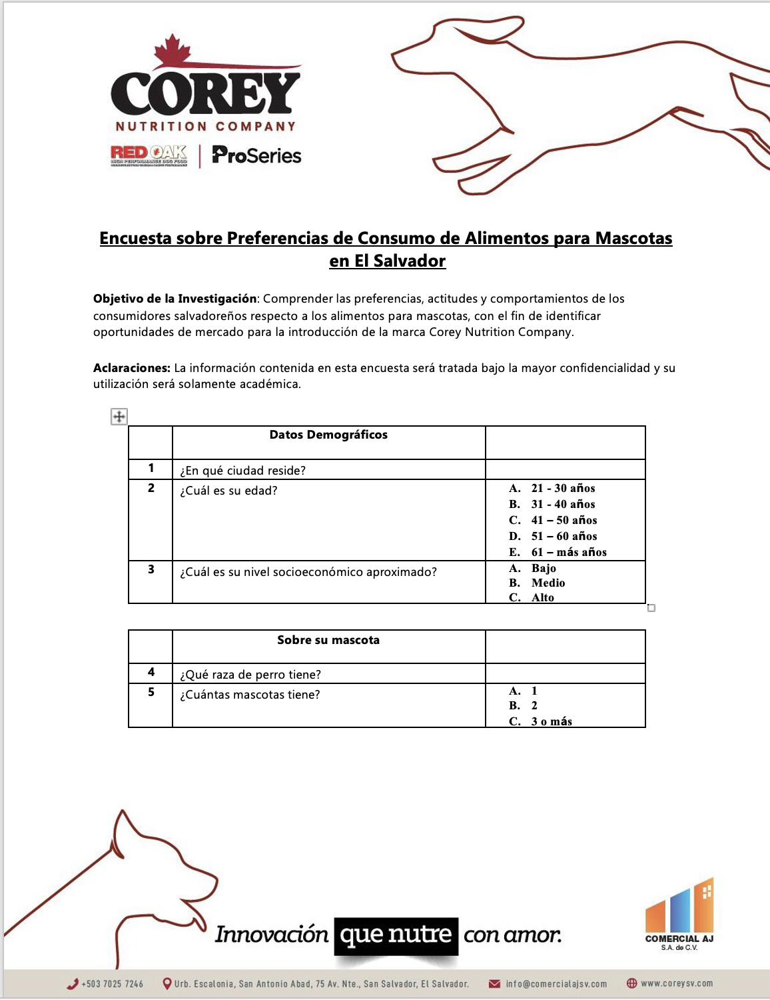 COREY
NUTRITION COMPANY
RED OAK
HIGH PERFORMANCE DOG FOOD
ProSeries
Encuesta sobre Preferencias de Consumo de Alimentos para Mascotas
en El Salvador
Objetivo de la Investigación: Comprender las preferencias, actitudes y comportamientos de los
consumidores salvadoreños respecto a los alimentos para mascotas, con el fin de identificar
oportunidades de mercado para la introducción de la marca Corey Nutrition Company.
Aclaraciones: La información contenida en esta encuesta será tratada bajo la mayor confidencialidad y su
utilización será solamente académica.
Datos Demográficos
1 ¿En qué ciudad reside?
2 ¿Cuál es su edad? A. 21 - 30 años
B. 31 - 40 años
C. 41 – 50 años
D. 51 – 60 años
E. 61 – más años
3 ¿Cuál es su nivel socioeconómico aproximado? A. Bajo
B. Medio
C. Alto
Sobre su mascota
4 ¿Qué raza de perro tiene?
5 ¿Cuántas mascotas tiene? A. 1
B. 2
C. 3 o más
Innovación que nutre con amor.
COMERCIAL AJ
S.A. de C.V.
+503 7025 7246 Urb. Escalonia, San Antonio Abad, 75 Av. Nte., San Salvador, El Salvador. info@comercialajsv.com www.coreysv.com